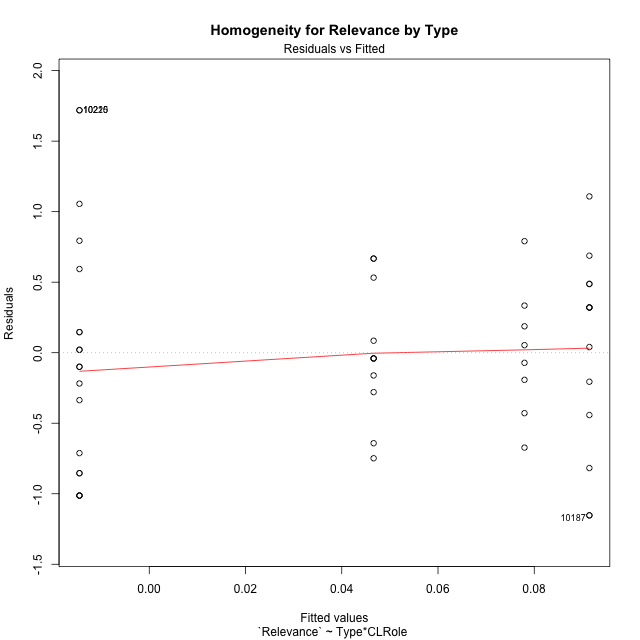 Homogeneity for Relevance by Type
Residuals vs Fitted
2.0
1.5
1.0
0.5
0.0
-0.5
-1.0
-1.5
Residuals
10187
0.00
0.02
0.04
0.06
0.08
Fitted values
`Relevance` ~ Type*CLRole